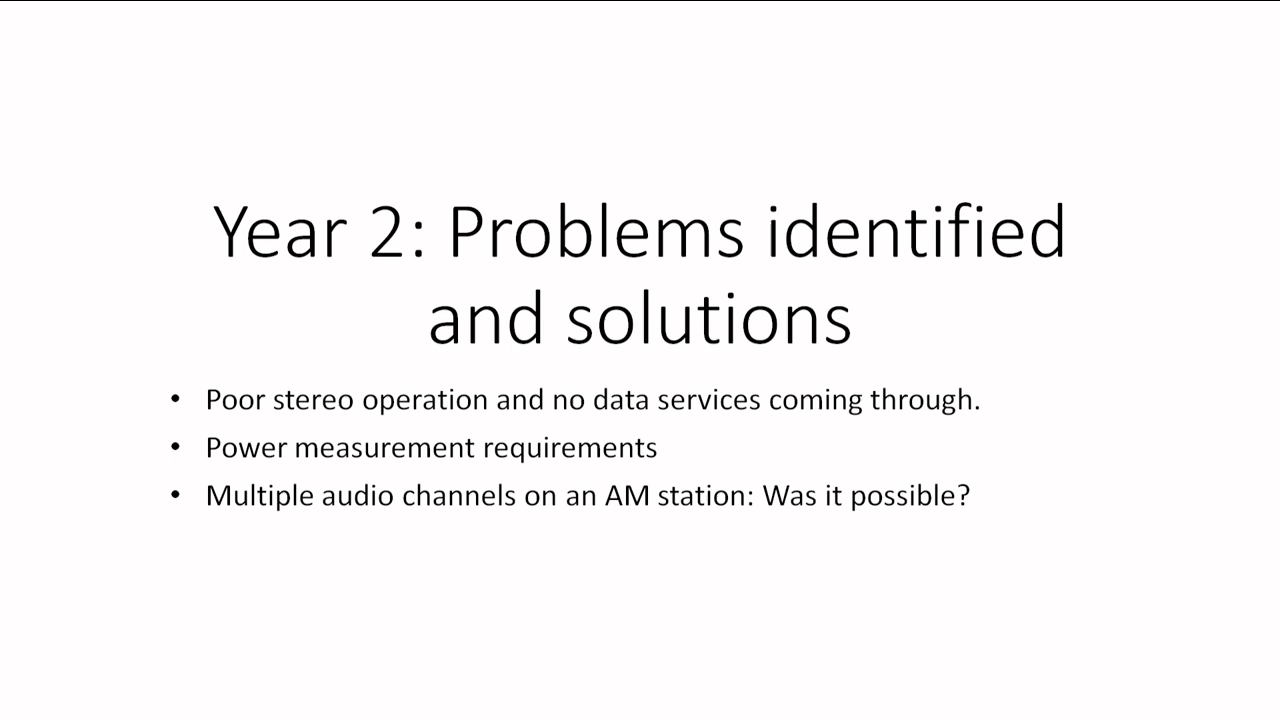 Year 2: Problems identified
and solutions
• Poor stereo operation and no data services coming through.
• Power measurement requirements
• Multiple audio channels on an AM station: Was it possible?